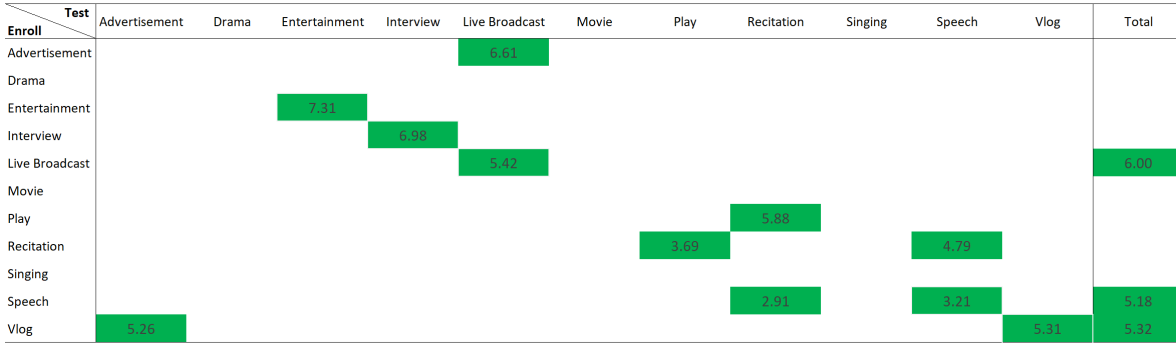 Test
Enroll
Advertisement Drama Entertainment Interview Live Broadcast Movie Play Recitation Singing Speech Vlog Total
Advertisement 6.61
Drama
Entertainment 7.31
Interview 6.98
Live Broadcast 5.42 6.00
Movie
Play 5.88
Recitation 3.69 4.79
Singing
Speech 2.91 3.21 5.18
Vlog 5.26 5.31 5.32